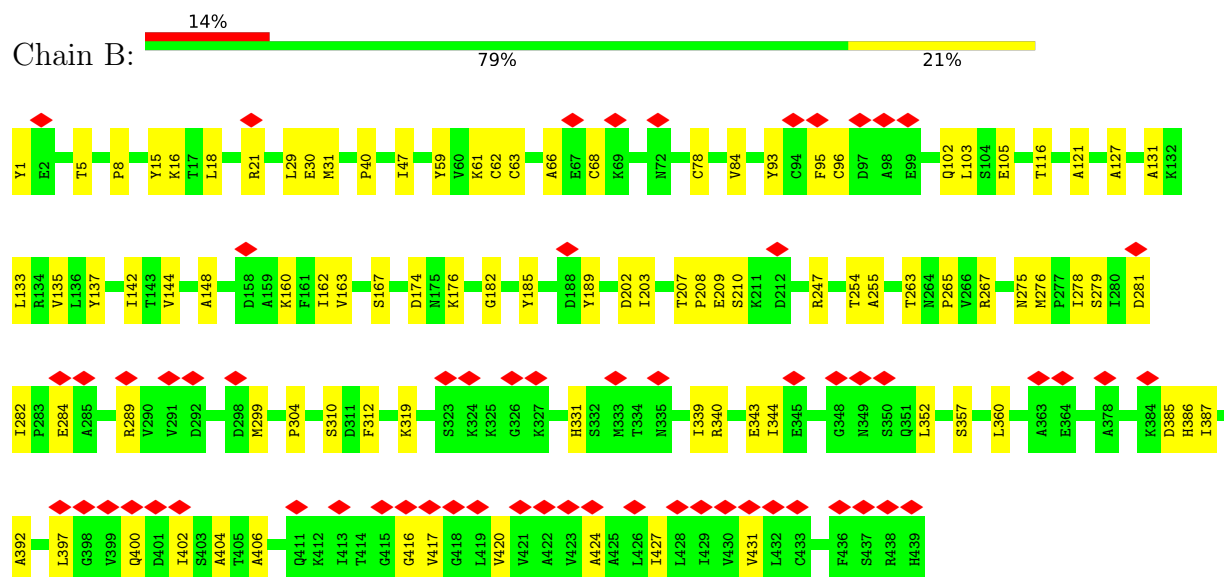 14%
Chain B:
79% 21%
Y1 E2 T5 P8 Y15 K16 T17 L18 R21 L29 E30 M31 P40 I47 Y59 V60 K61 C62 C63 A66 E67 C68 K69 N72 C78 V84 Y93 C94 F95 C96 D97 A98 E99 Q102 L103 S104 E105 T116 A121 A127 A131 K132
L133 R134 V135 L136 Y137 I142 T143 V144 A148 D158 A159 K160 F161 I162 V163 S167 D174 N175 K176 G182 Y185 D188 Y189 D202 I203 T207 P208 E209 S210 K211 D212 R247 T254 A255 T263 N264 P265 V266 R267 N275 M276 P277 I278 S279 I280 D281
I282 P283 E284 A285 R289 V290 V291 D292 D298 M299 P304 S310 D311 F312 K319 S323 K324 K325 G326 K327 H331 S332 M333 T334 N335 I339 R340 E343 I344 E345 G348 N349 S350 Q351 L352 S357 L360 A363 E364 A378 K384 D385 H386 I387
A392 L397 G398 V399 Q400 D401 I402 S403 A404 T405 A406 Q411 K412 I413 T414 G415 G416 V417 G418 L419 V420 V421 A422 V423 A424 A425 L426 I427 L428 I429 V430 V431 L432 C433 F436 S437 R438 H439